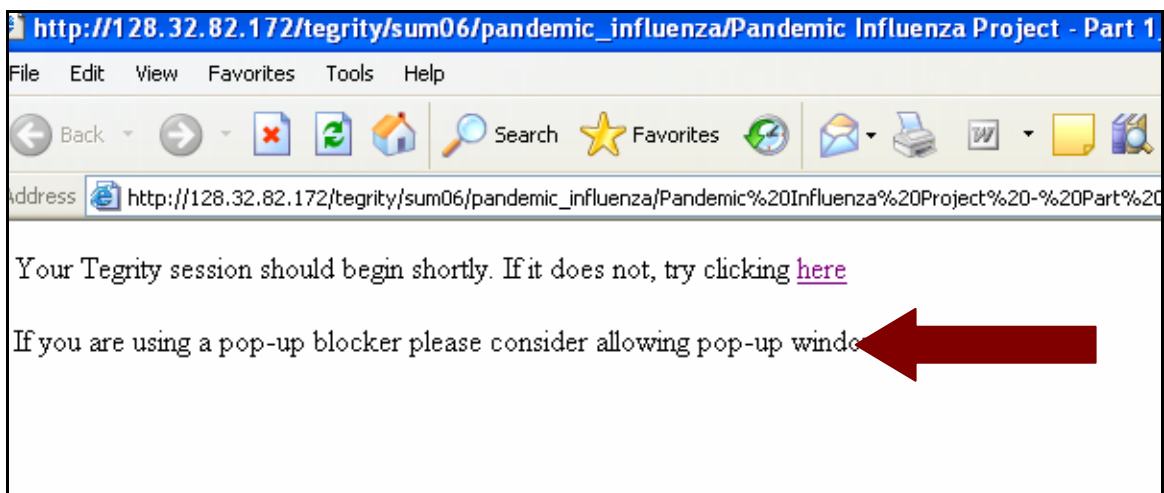 http://128.32.82.172/tegrity/sum06/pandemic_influenza/Pandemic Influenza Project - Part 1_
File Edit View Favorites Tools Help
Back Search Favorites
Address http://128.32.82.172/tegrity/sum06/pandemic_influenza/Pandemic%20Influenza%20Project%20-%20Part%20
Your Tegrity session should begin shortly. If it does not, try clicking here
If you are using a pop-up blocker please consider allowing pop-up